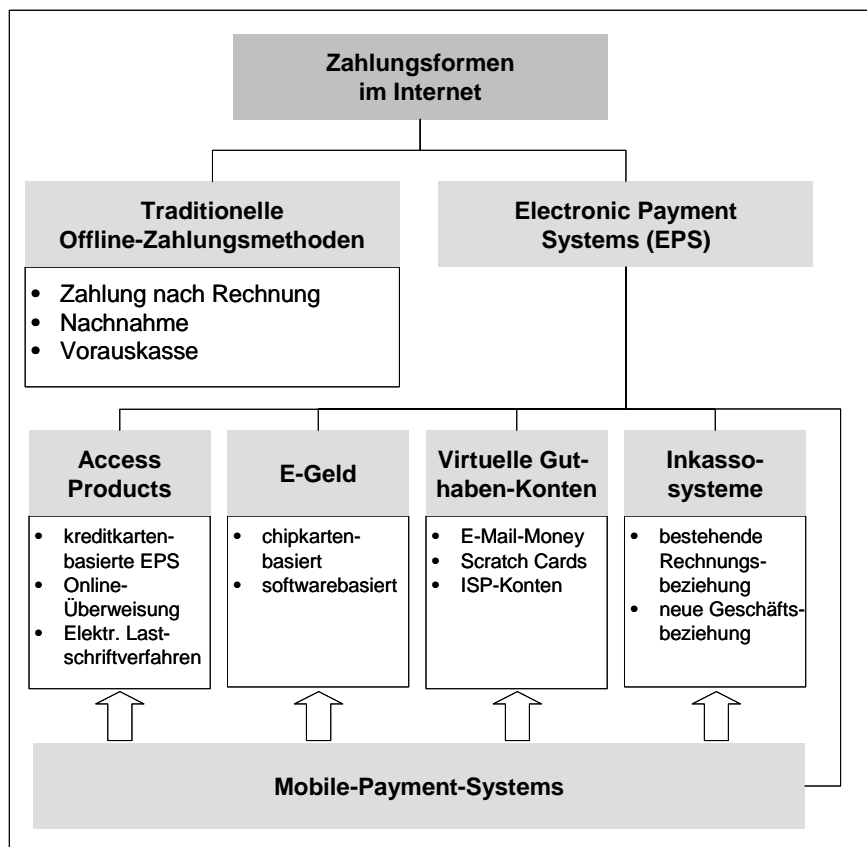 Zahlungsformen
im Internet
Traditionelle
Offline-Zahlungsmethoden
• Zahlung nach Rechnung
• Nachnahme
• Vorauskasse
Electronic Payment
Systems (EPS)
Access
Products
• kreditkarten-
basierte EPS
• Online-
Überweisung
• Elektr. Last-
schriftverfahren
E-Geld
• chipkarten-
basiert
• softwarebasiert
Virtuelle Gut-
haben-Konten
• E-Mail-Money
• Scratch Cards
• ISP-Konten
Inkasso-
systeme
• bestehende
Rechnungs-
beziehung
• neue Geschäfts-
beziehung
Mobile-Payment-Systems